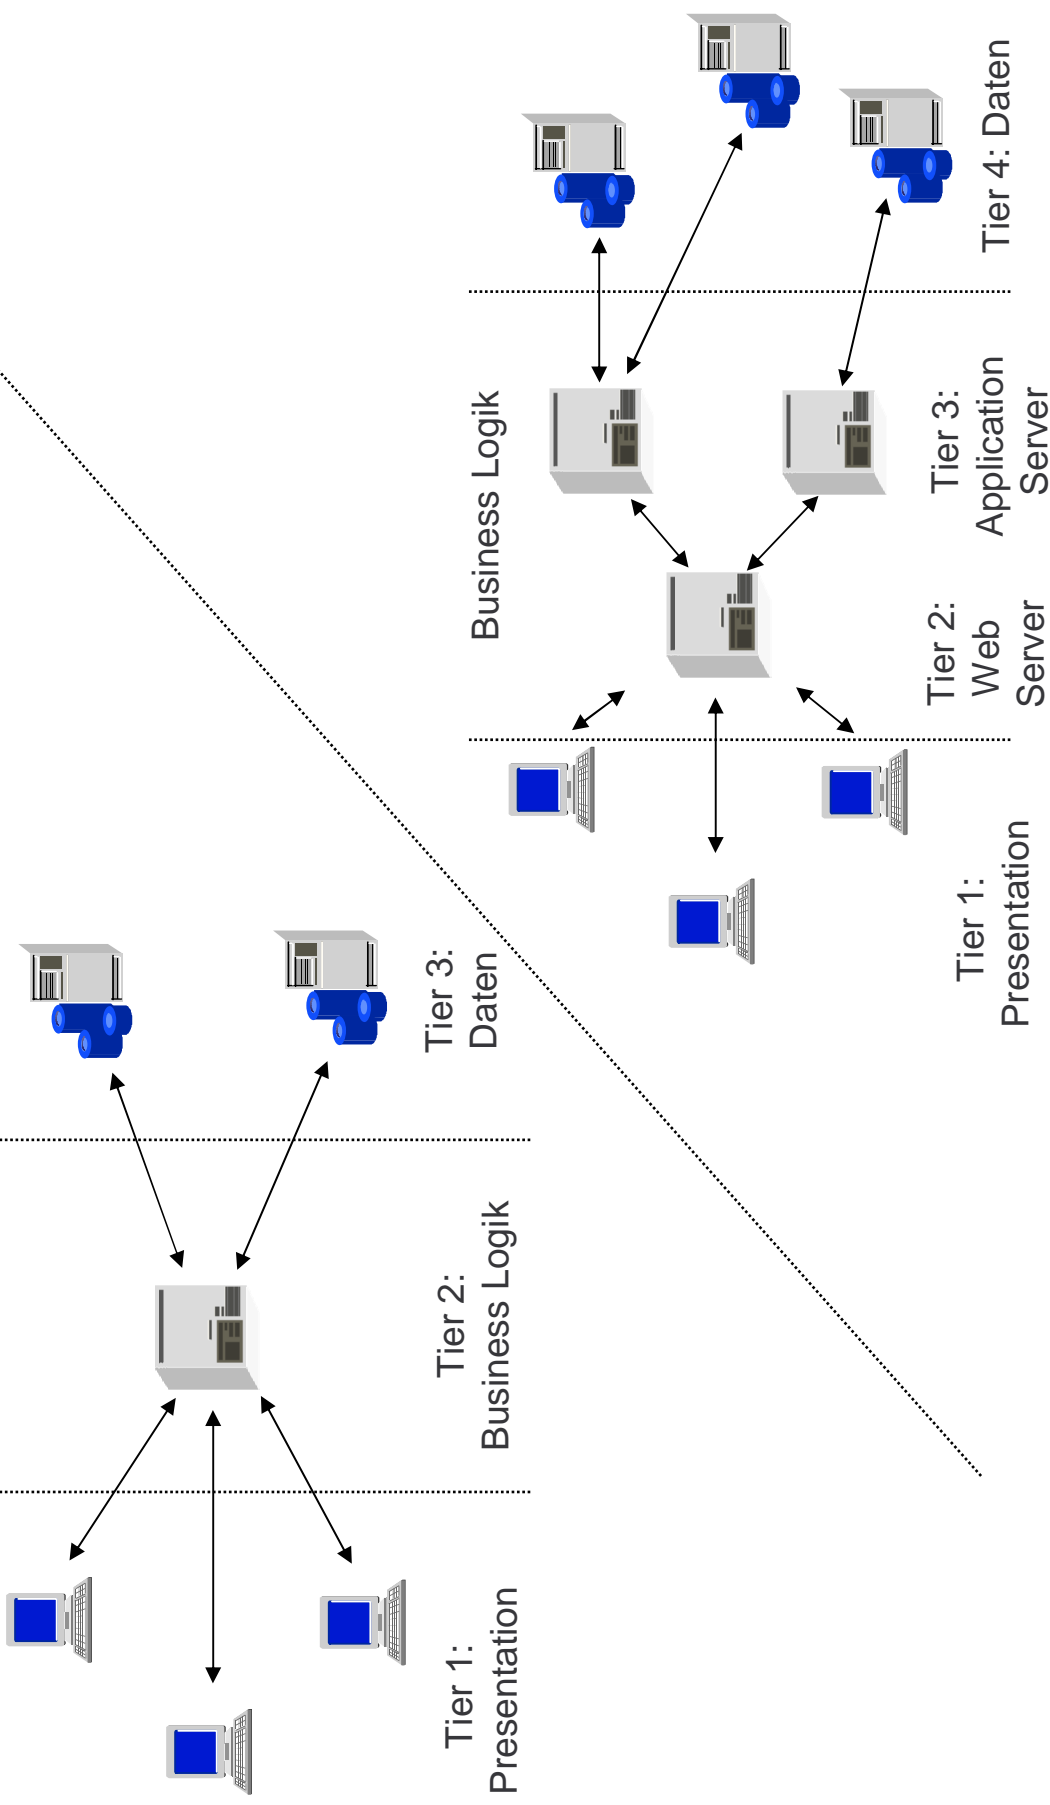 Tier 1:
Presentation
Tier 2:
Business Logik
Tier 3:
Daten
Business Logik
Tier 1:
Presentation
Tier 2:
Web
Server
Tier 3:
Application
Server
Tier 4: Daten